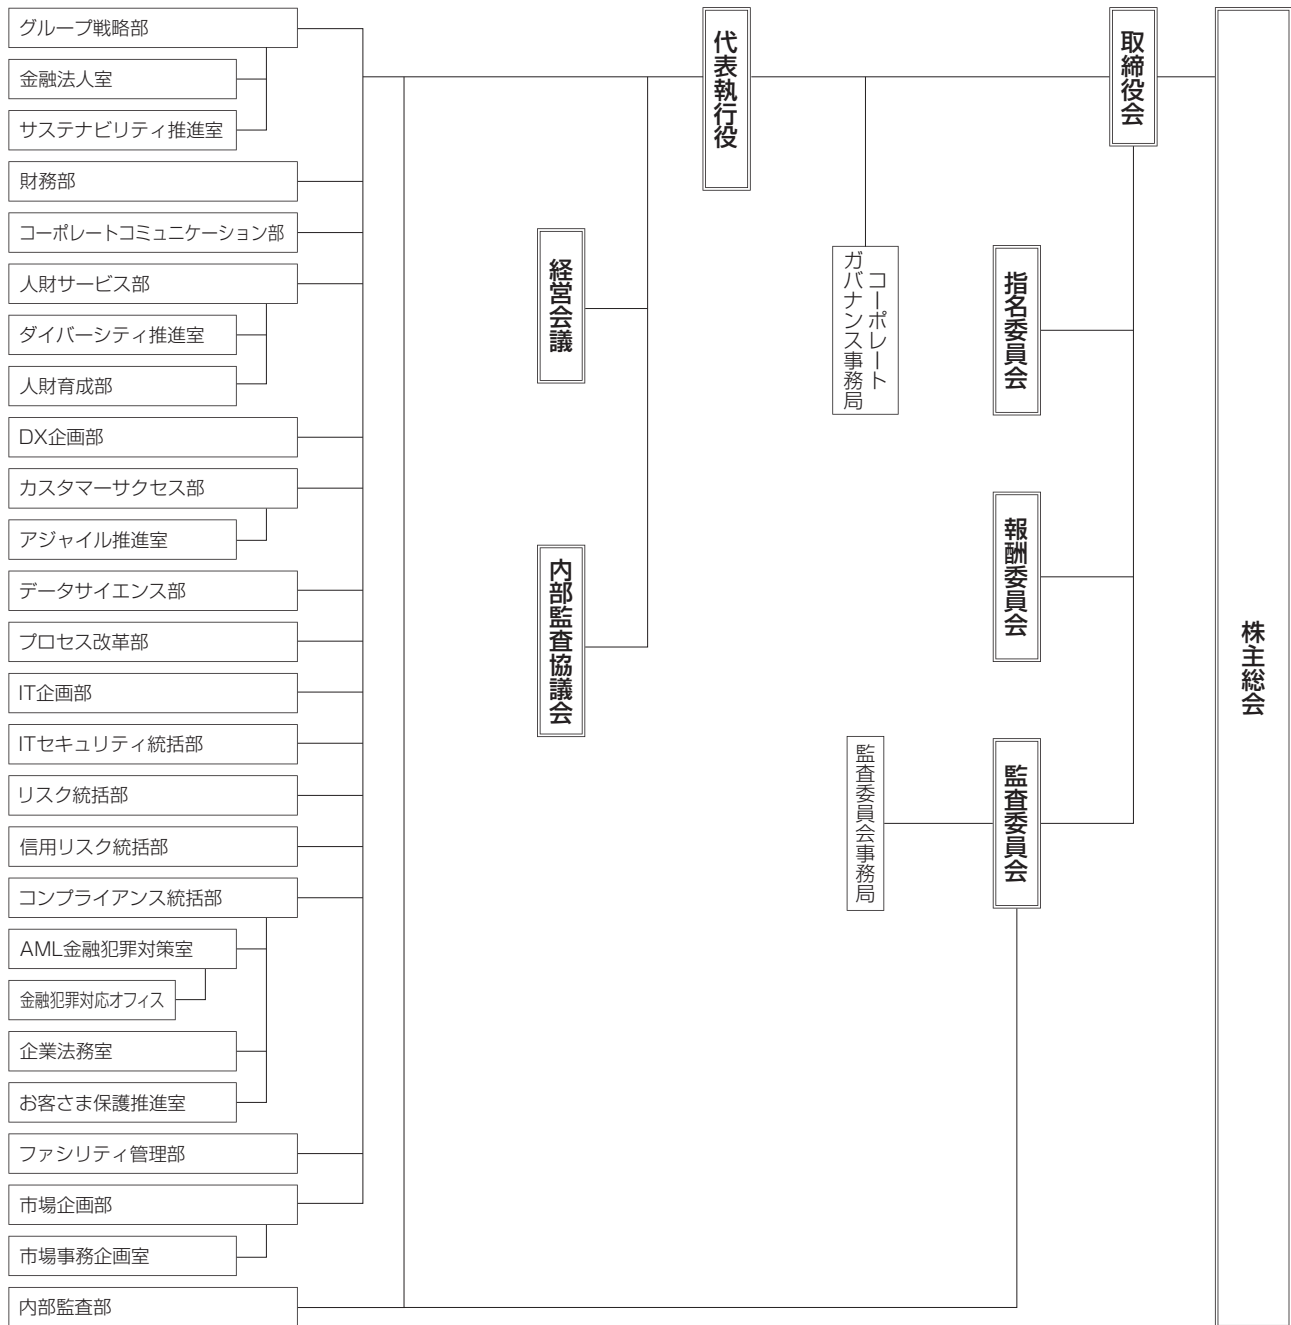 グループ戦略部
金融法人室
サステナビリティ推進室
財務部
コーポレートコミュニケーション部
人財サービス部
ダイバーシティ推進室
人財育成部
DX企画部
カスタマーサクセス部
アジャイル推進室
データサイエンス部
プロセス改革部
IT企画部
ITセキュリティ統括部
リスク統括部
信用リスク統括部
コンプライアンス統括部
AML金融犯罪対策室
金融犯罪対応オフィス
企業法務室
お客さま保護推進室
ファシリティ管理部
市場企画部
市場事務企画室
内部監査部
経営会議
内部監査協議会
代表執行役
コーポレート
ガバナンス事務局
監査委員会事務局
指名委員会
報酬委員会
監査委員会
取締役会
株主総会